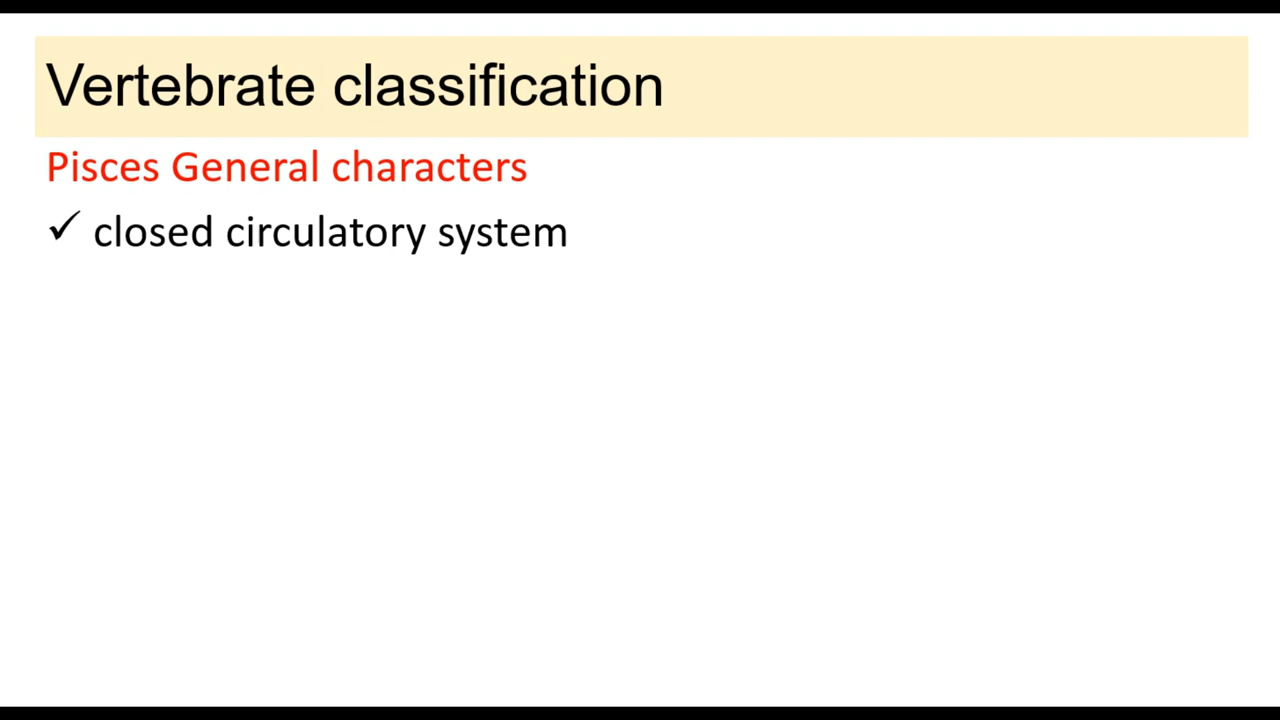 Vertebrate classification
Pisces General characters
✓ closed circulatory system